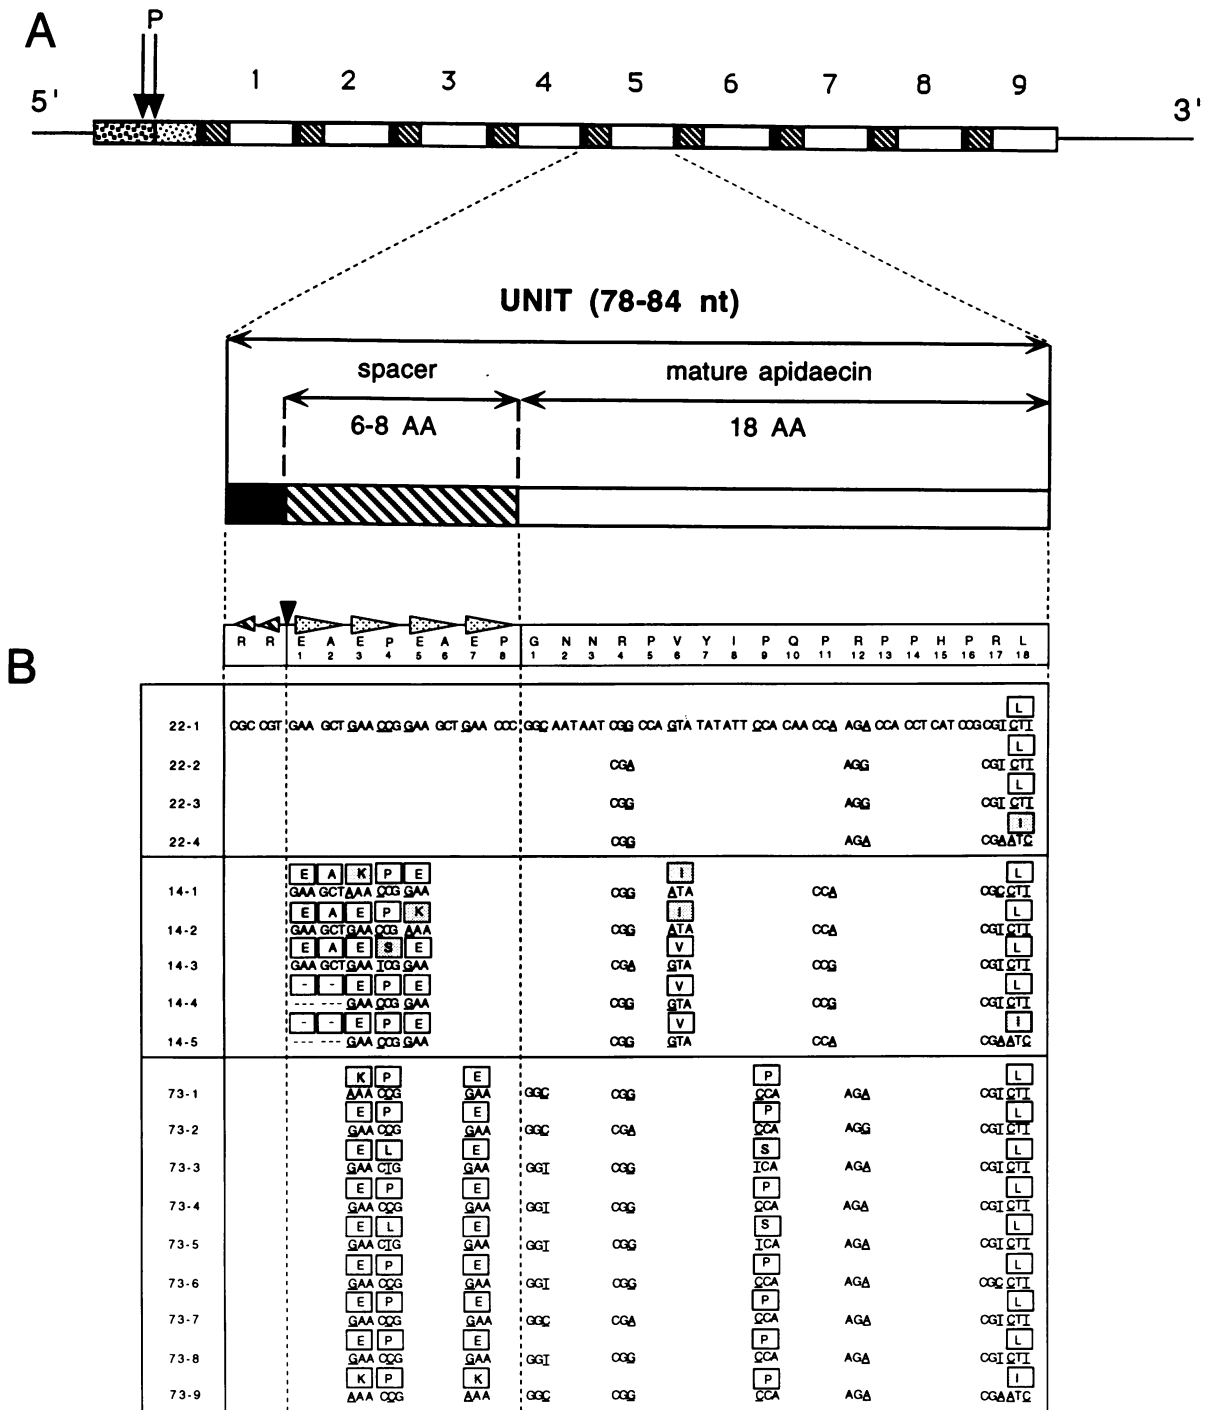 A
P
1 2 3 4 5 6 7 8 9
5' 3'
UNIT (78-84 nt)
spacer mature apidaecin
6-8 AA 18 AA
R R E A E P E A E P G N N R P V Y I P Q P R P P H P R L
1 2 3 4 5 6 7 8 1 2 3 4 5 6 7 8 9 10 11 12 13 14 15 16 17 18
B
L
22-1 CGC CGT GAA GCT GAA CCG GAA GCT GAA CCC GGC AAT AAT CGG CCA GTA TAT ATT CCA CAA CCA AGA CCA CCT CAT CCG CGT CTT
L
22-2 CGA AGG CGT CTT
L
22-3 CGG AGG CGT CTT
I
22-4 CGG AGA CGA ATC
E A K P E I L
14-1 GAA GCT AAA CCG GAA CGG ATA CCA CGC CTT
E A E P K I L
14-2 GAA GCT GAA CCG AAA CGG ATA CCA CGT CTT
E A E S E V L
14-3 GAA GCT GAA TCG GAA CGA GTA CCG CGT CTT
- - E P E V L
14-4 --- --- GAA CCG GAA CGG GTA CCG CGT CTT
- - E P E V I
14-5 --- --- GAA CCG GAA CGG GTA CCA CGA ATC
K P E P L
73-1 AAA CCG GAA GGC CGG CCA AGA CGT CTT
E P E P L
73-2 GAA CCG GAA GGC CGA CCA AGG CGT CTT
E L E S L
73-3 GAA CTG GAA GGT CGG TCA AGA CGT CTT
E P E P L
73-4 GAA CCG GAA GGT CGG CCA AGA CGT CTT
E L E S L
73-5 GAA CTG GAA GGT CGG TCA AGA CGT CTT
E P E P L
73-6 GAA CCG GAA GGT CGG CCA AGA CGC CTT
E P E P L
73-7 GAA CCG GAA GGC CGA CCA AGA CGT CTT
E P E P L
73-8 GAA CCG GAA GGT CGG CCA AGA CGT CTT
K P K P I
73-9 AAA CCG AAA GGC CGG CCA AGA CGA ATC